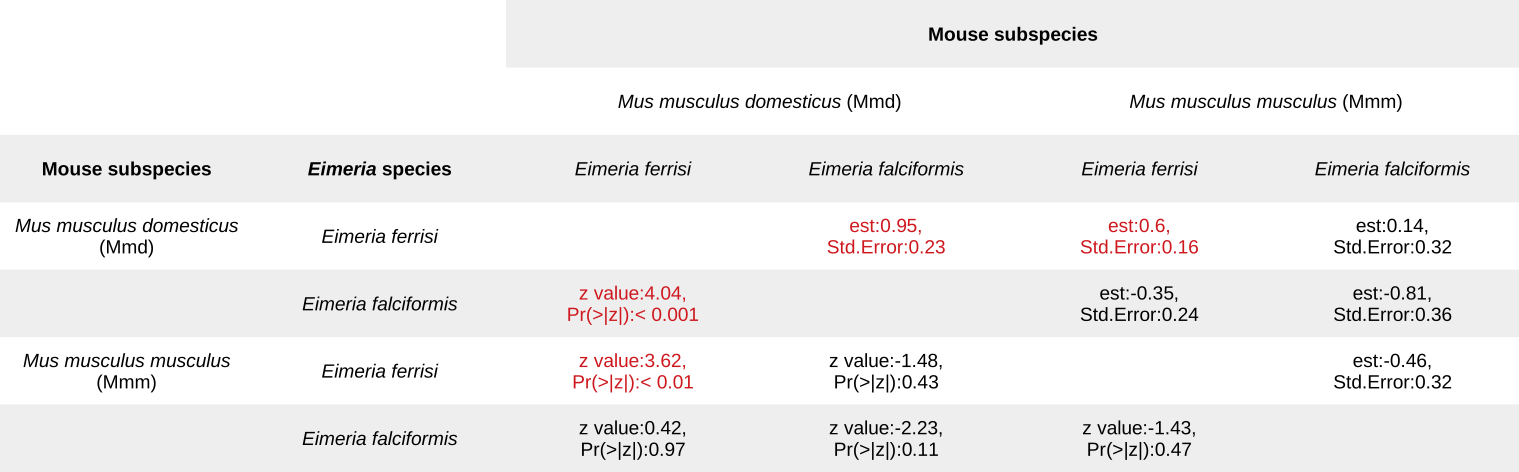 Mouse subspecies
Mus musculus domesticus (Mmd) Mus musculus musculus (Mmm)
Mouse subspecies Eimeria species Eimeria ferrisi Eimeria falciformis Eimeria ferrisi Eimeria falciformis
Mus musculus domesticus
(Mmd)
Eimeria ferrisi
est:0.95,
Std.Error:0.23
est:0.6,
Std.Error:0.16
est:0.14,
Std.Error:0.32
Eimeria falciformis
z value:4.04,
Pr(>|z|):< 0.001
est:-0.35,
Std.Error:0.24
est:-0.81,
Std.Error:0.36
Mus musculus musculus
(Mmm)
Eimeria ferrisi
z value:3.62,
Pr(>|z|):< 0.01
z value:-1.48,
Pr(>|z|):0.43
est:-0.46,
Std.Error:0.32
Eimeria falciformis
z value:0.42,
Pr(>|z|):0.97
z value:-2.23,
Pr(>|z|):0.11
z value:-1.43,
Pr(>|z|):0.47